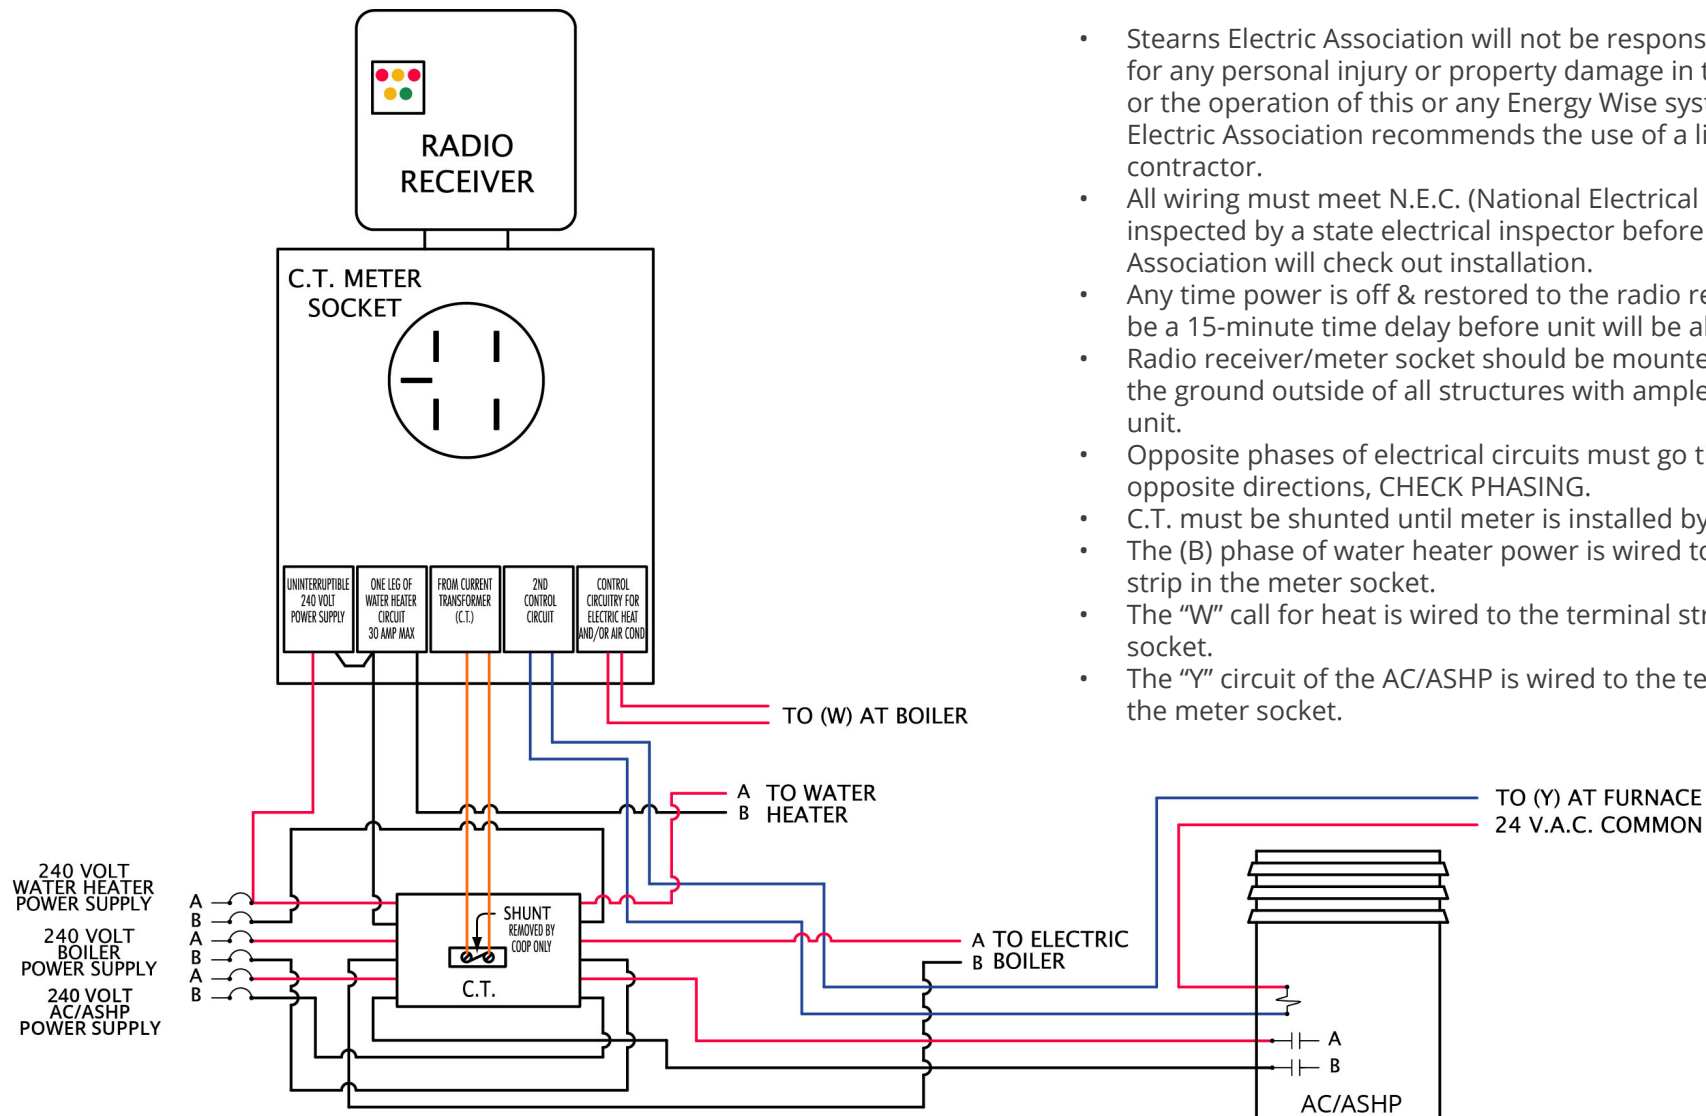 RADIO
RECEIVER
C.T. METER
SOCKET
UNINTERRUPTIBLE
240 VOLT
POWER SUPPLY
ONE LEG OF
WATER HEATER
CIRCUIT
30 AMP MAX
FROM CURRENT
TRANSFORMER
(C.T.)
2ND
CONTROL
CIRCUIT
CONTROL
CIRCUITRY FOR
ELECTRIC HEAT
AND/OR AIR COND
• Stearns Electric Association will not be respons
for any personal injury or property damage in t
or the operation of this or any Energy Wise sys
Electric Association recommends the use of a li
contractor.
• All wiring must meet N.E.C. (National Electrical
inspected by a state electrical inspector before
Association will check out installation.
• Any time power is off & restored to the radio re
be a 15-minute time delay before unit will be a
• Radio receiver/meter socket should be mounte
the ground outside of all structures with ample
unit.
• Opposite phases of electrical circuits must go t
opposite directions, CHECK PHASING.
• C.T. must be shunted until meter is installed by
• The (B) phase of water heater power is wired to
strip in the meter socket.
• The “W” call for heat is wired to the terminal str
socket.
• The “Y” circuit of the AC/ASHP is wired to the te
the meter socket.
TO (W) AT BOILER
A TO WATER
B HEATER
TO (Y) AT FURNACE
24 V.A.C. COMMON
240 VOLT
WATER HEATER
POWER SUPPLY
A
B
240 VOLT
BOILER
POWER SUPPLY
A
B
240 VOLT
AC/ASHP
POWER SUPPLY
A
B
SHUNT
REMOVED BY
COOP ONLY
C.T.
A TO ELECTRIC
B BOILER
A
B
AC/ASHP